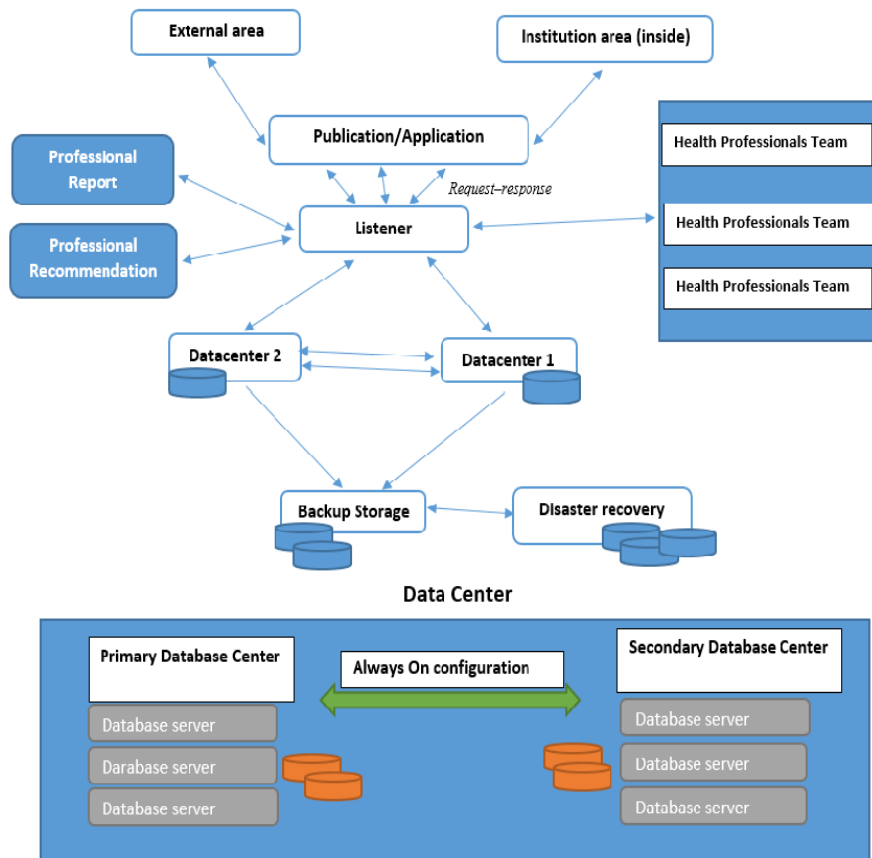 External area
Institution area (inside)
Publication/Application
Health Professionals Team
Professional
Report
Request–response
Listener
Health Professionals Team
Professional
Recommendation
Health Professionals Team
Datacenter 2
Datacenter 1
Backup Storage
Disaster recovery
Data Center
Primary Database Center
Always On configuration
Secondary Database Center
Database server
Darabase server
Database server
Database server
Database server
Database server